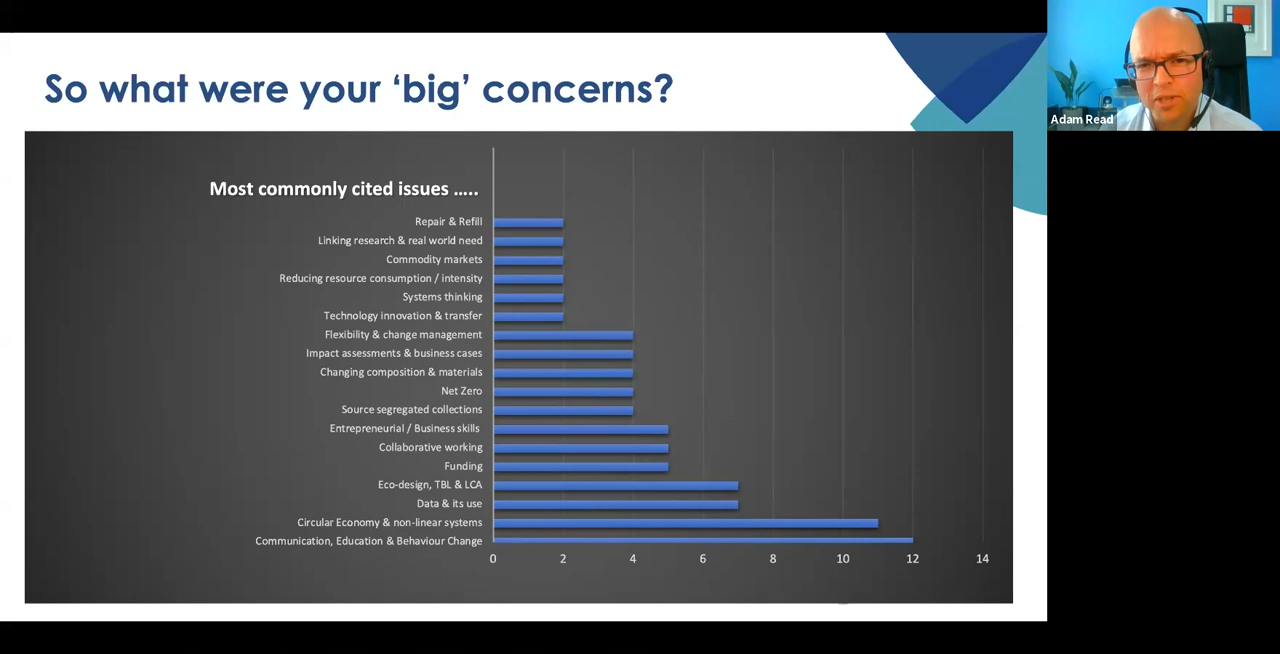 So what were your ‘big’ concerns?
Adam Read
Most commonly cited issues .....
Repair & Refill
Linking research & real world need
Commodity markets
Reducing resource consumption / intensity
Systems thinking
Technology innovation & transfer
Flexibility & change management
Impact assessments & business cases
Changing composition & materials
Net Zero
Source segregated collections
Entrepreneurial / Business skills
Collaborative working
Funding
Eco-design, TBL & LCA
Data & its use
Circular Economy & non-linear systems
Communication, Education & Behaviour Change
0 2 4 6 8 10 12 14